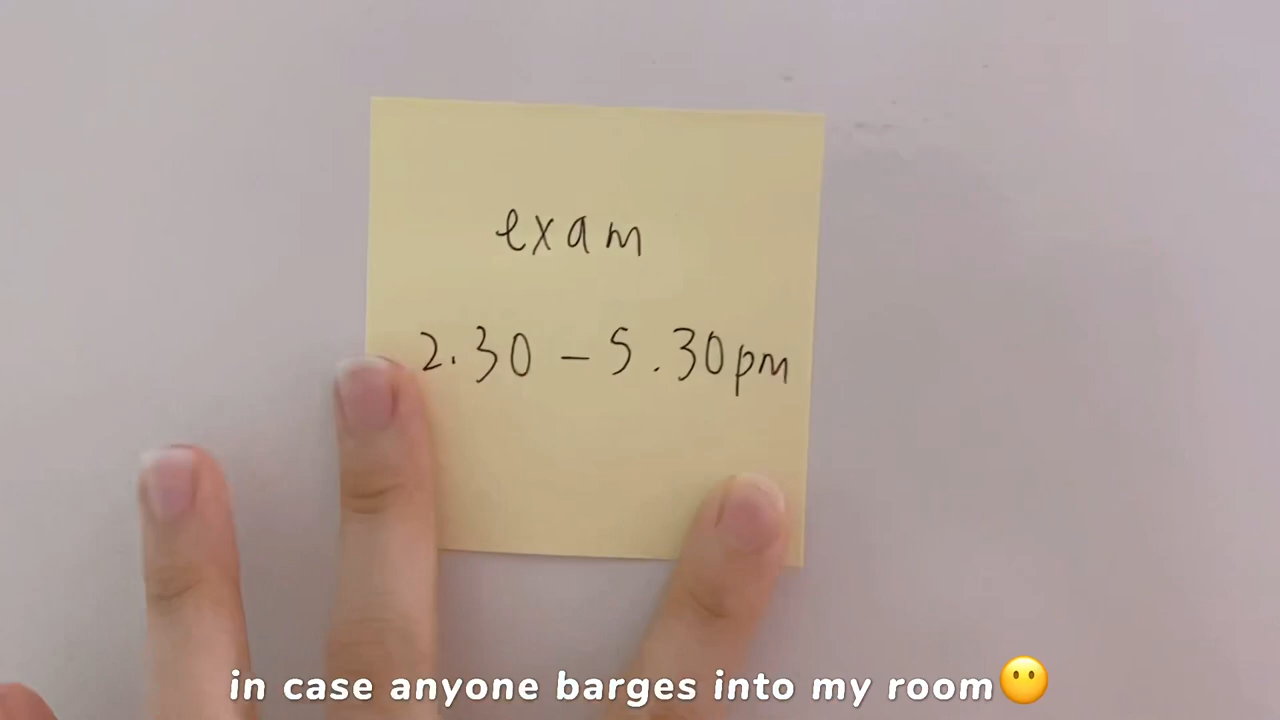 exam
2.30 - 5.30pm
in case anyone barges into my room😶